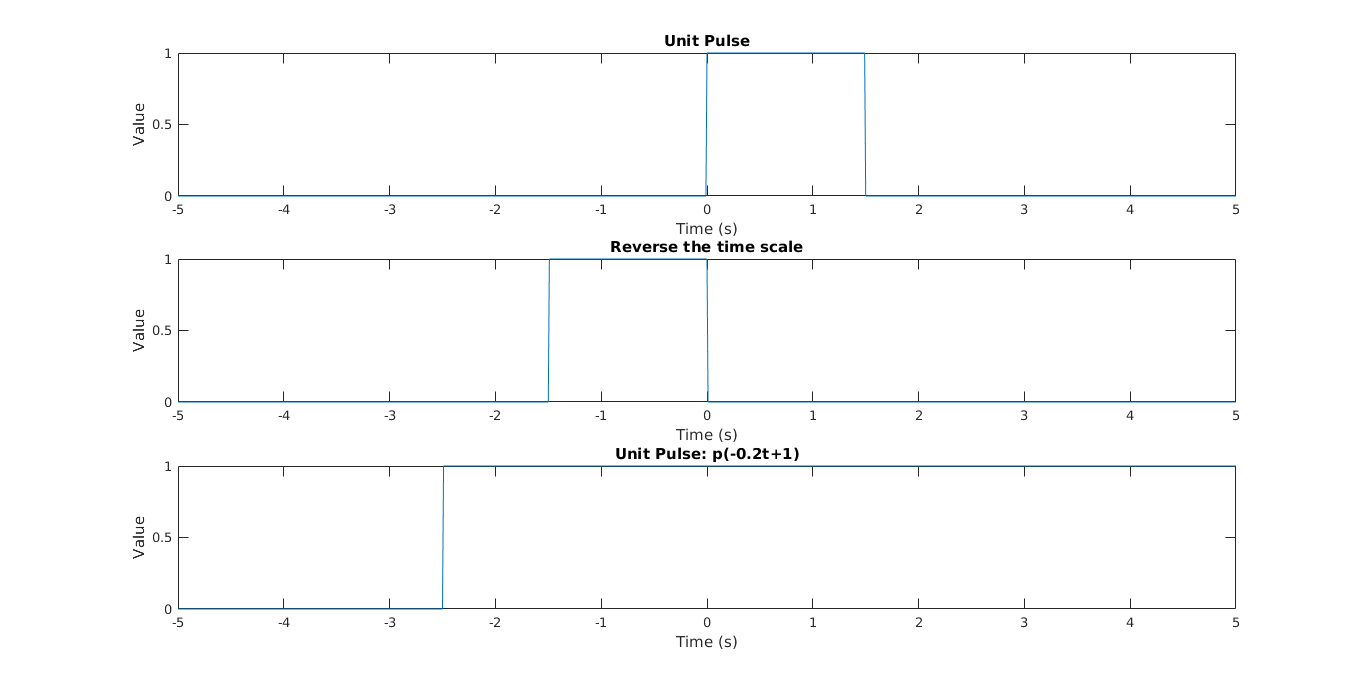 Unit Pulse
1
0.5
0
Value
-5 -4 -3 -2 -1 0 1 2 3 4 5
Time (s)
Reverse the time scale
1
0.5
0
Value
-5 -4 -3 -2 -1 0 1 2 3 4 5
Time (s)
Unit Pulse: p(-0.2t+1)
1
0.5
0
Value
-5 -4 -3 -2 -1 0 1 2 3 4 5
Time (s)